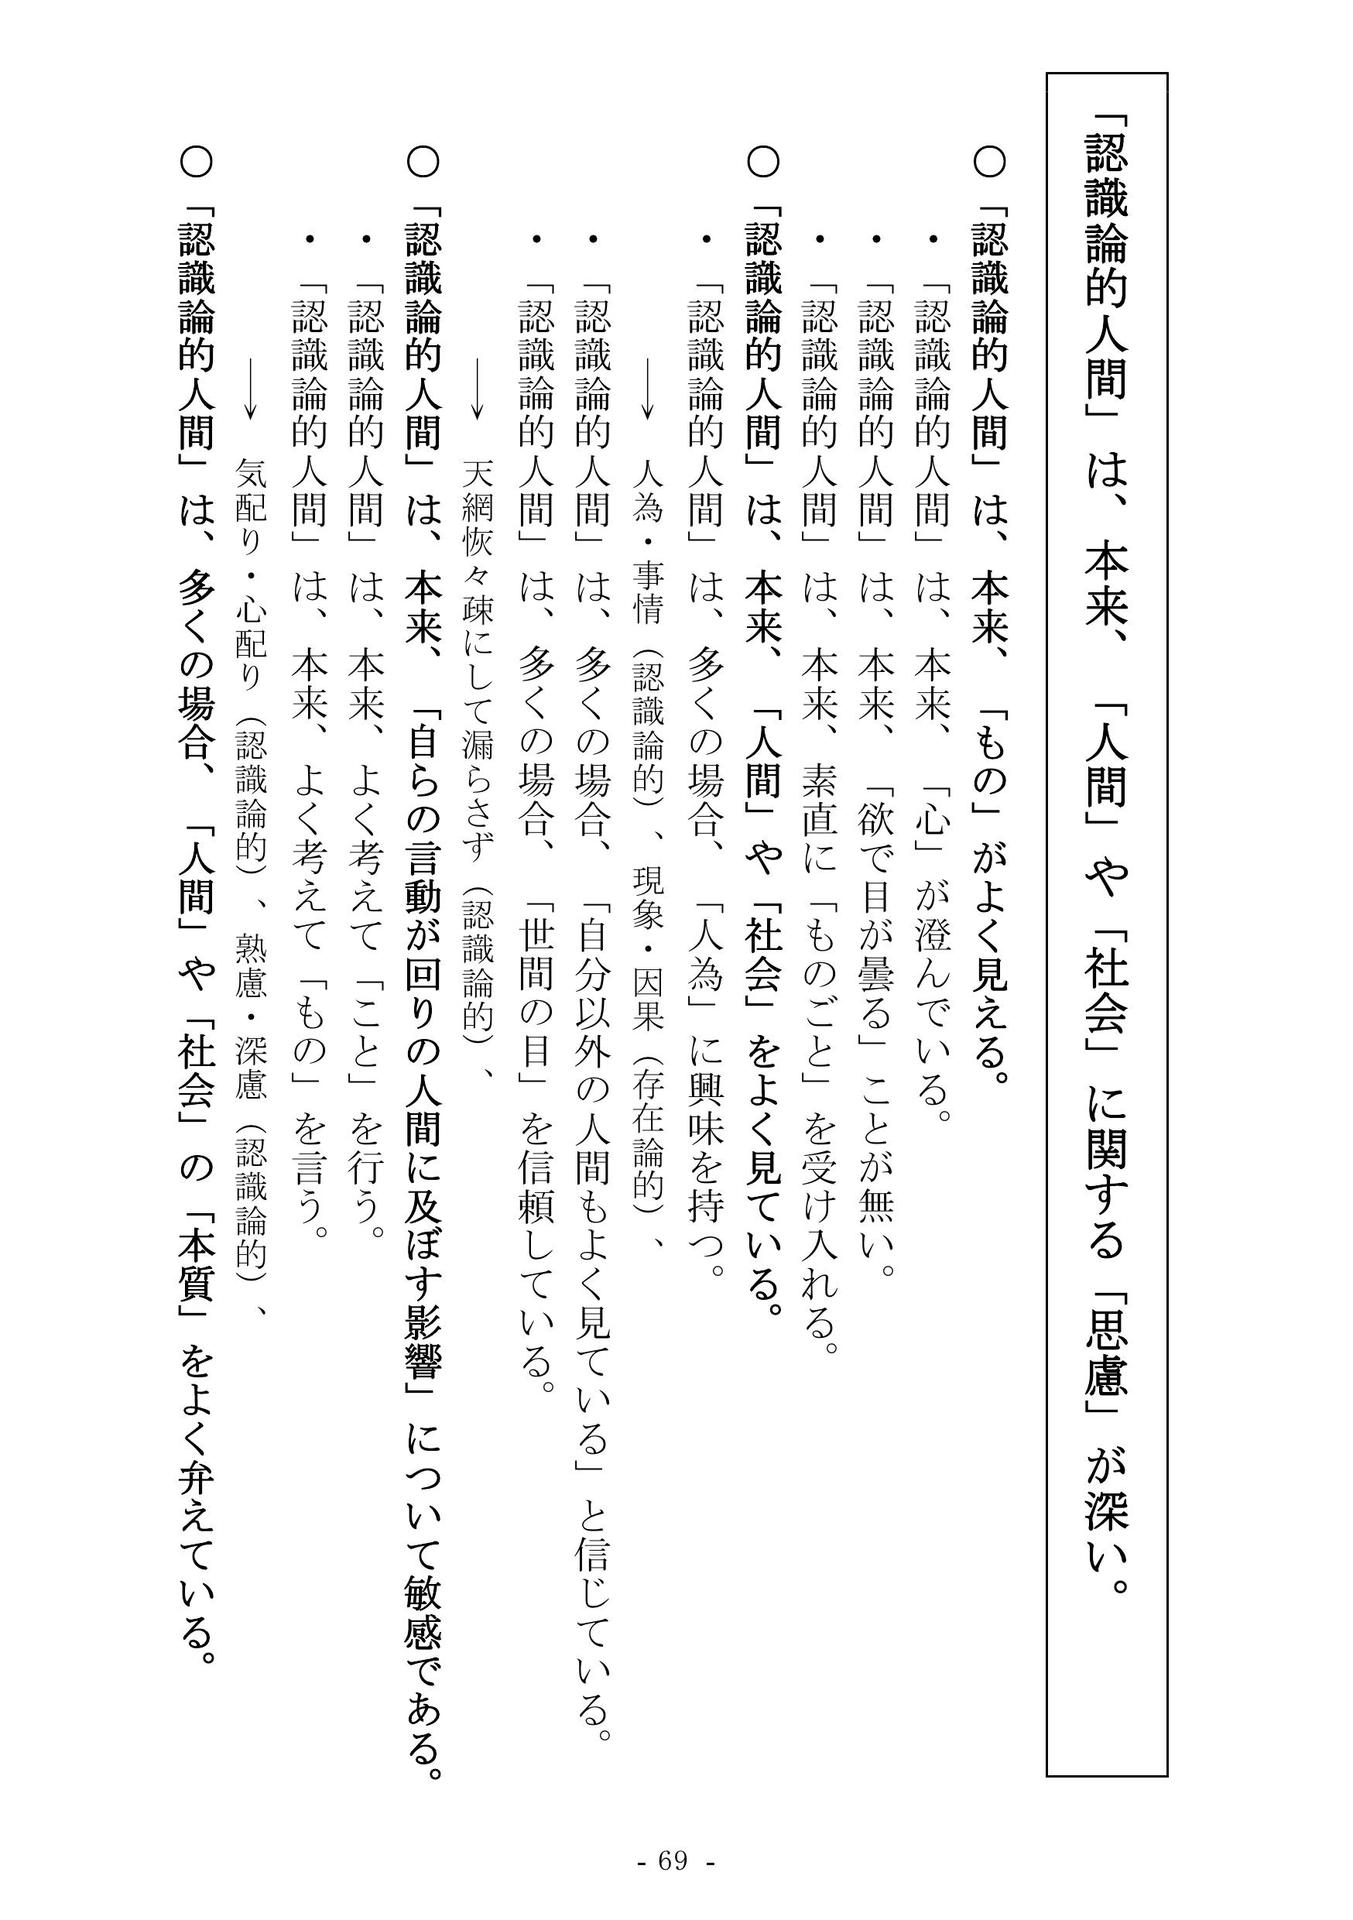 「認識論的人間」は、本来、「人間」や「社会」に関する「思慮」が深い。
○「認識論的人間」は、本来、「もの」がよく見える。
・「認識論的人間」は、本来、「心」が澄んでいる。
・「認識論的人間」は、本来、「欲で目が曇る」ことが無い。
・「認識論的人間」は、本来、素直に「ものごと」を受け入れる。
○「認識論的人間」は、本来、「人間」や「社会」をよく見ている。
・「認識論的人間」は、多くの場合、「人為」に興味を持つ。
→ 人為・事情（認識論的）、現象・因果（存在論的）、
・「認識論的人間」は、多くの場合、「自分以外の人間もよく見ている」と信じている。
・「認識論的人間」は、多くの場合、「世間の目」を信頼している。
→ 天網恢々疎にして漏らさず（認識論的）、
○「認識論的人間」は、本来、「自らの言動が回りの人間に及ぼす影響」について敏感である。
・「認識論的人間」は、本来、よく考えて「こと」を行う。
・「認識論的人間」は、本来、よく考えて「もの」を言う。
→ 気配り・心配り（認識論的）、熟慮・深慮（認識論的）、
○「認識論的人間」は、多くの場合、「人間」や「社会」の「本質」をよく弁えている。
- 69 -